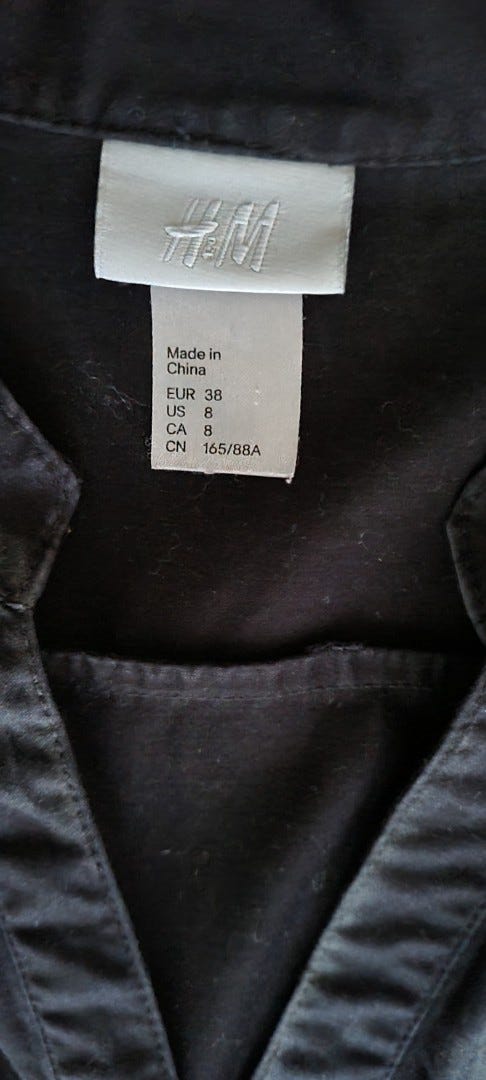 H&M
Made in
China
EUR 38
US 8
CA 8
CN 165/88A